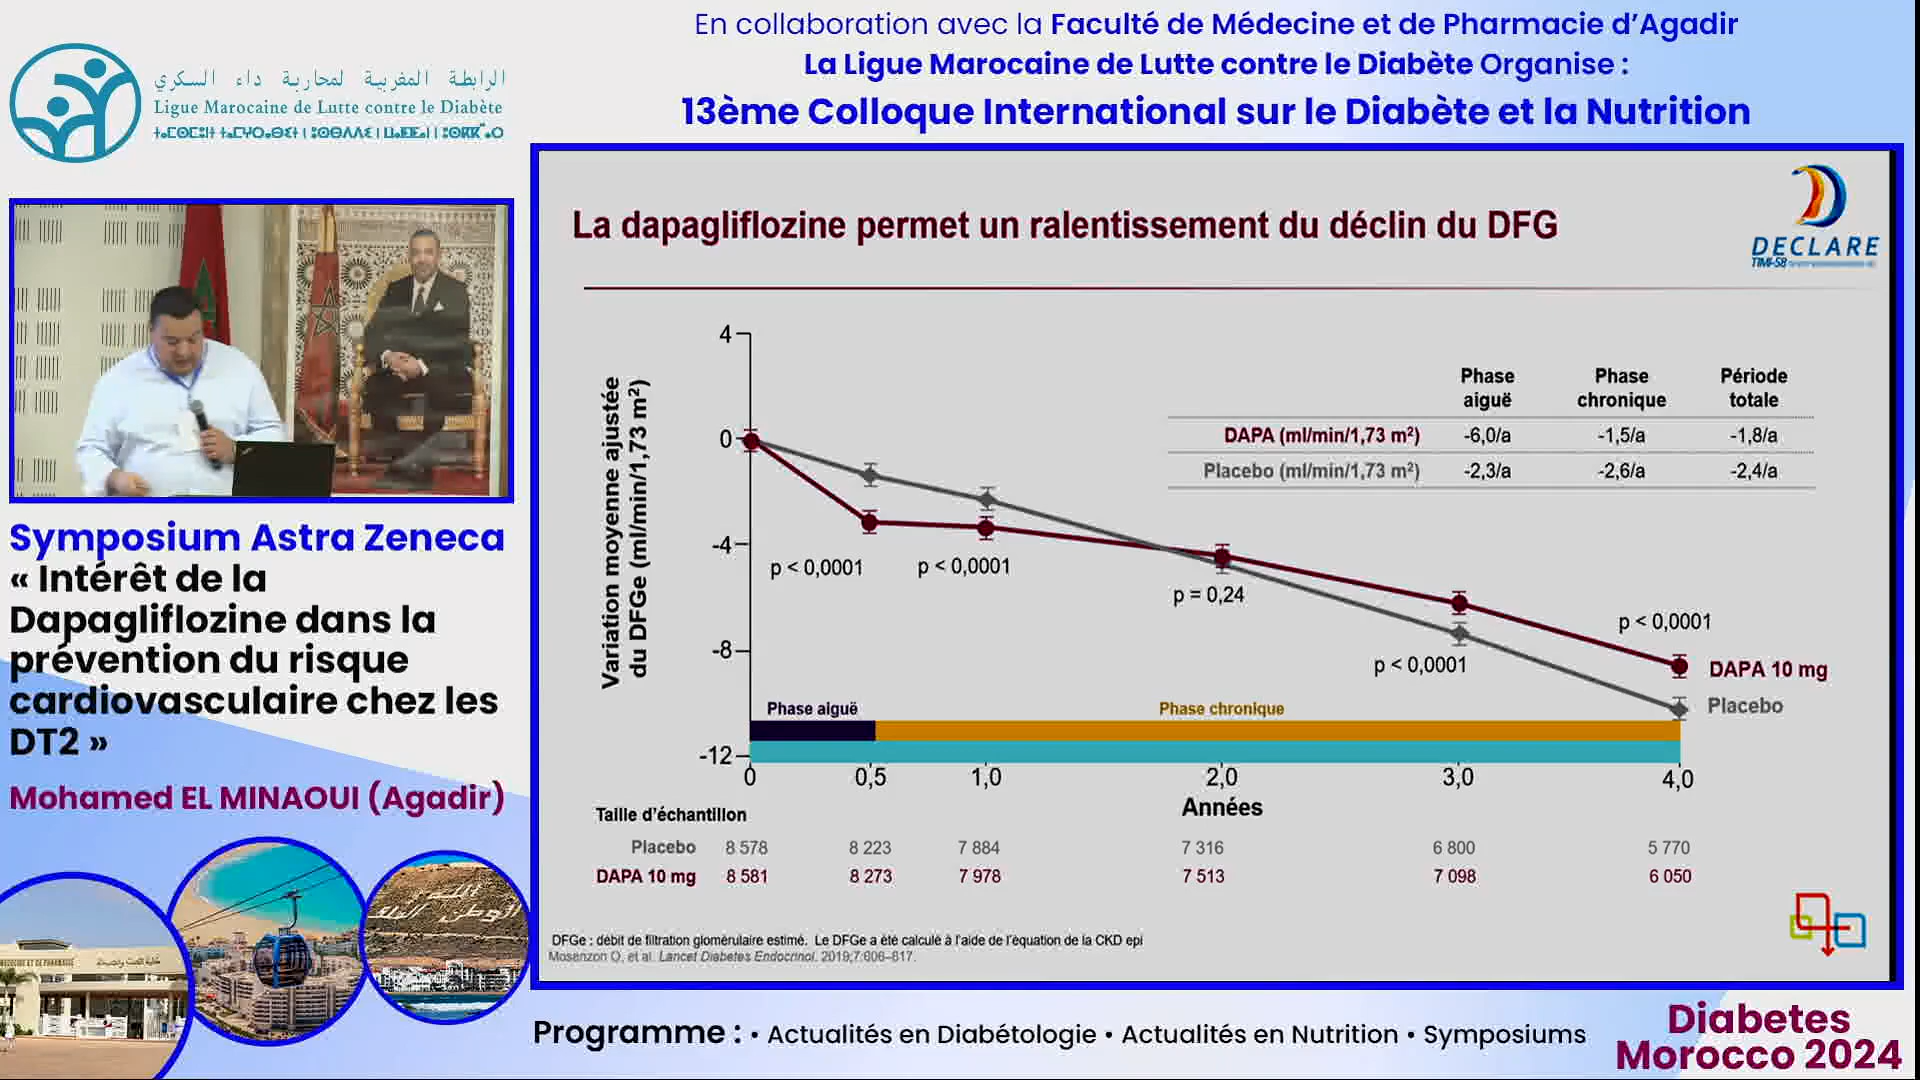 En collaboration avec la Faculté de Médecine et de Pharmacie d'Agadir
La Ligue Marocaine de Lutte contre le Diabète Organise :
13ème Colloque International sur le Diabète et la Nutrition
الرابطة المغربية لمحاربة داء السكري
Ligue Marocaine de Lutte contre le Diabète
Symposium Astra Zeneca
« Intérêt de la
Dapagliflozine dans la
prévention du risque
cardiovasculaire chez les
DT2 »
Mohamed EL MINAOUI (Agadir)
La dapagliflozine permet un ralentissement du déclin du DFG
DECLARE
TIMI-58
Variation moyenne ajustée
du DFGe (ml/min/1,73 m²)
4
0
-4
-8
-12
Phase aiguë Phase chronique Période totale
DAPA (ml/min/1,73 m²) -6,0/a -1,5/a -1,8/a
Placebo (ml/min/1,73 m²) -2,3/a -2,6/a -2,4/a
p < 0,0001
p < 0,0001
p = 0,24
p < 0,0001
p < 0,0001
DAPA 10 mg
Placebo
Phase aiguë
Phase chronique
0 0,5 1,0 2,0 3,0 4,0
Années
Taille d'échantillon
Placebo 8 578 8 223 7 884 7 316 6 800 5 770
DAPA 10 mg 8 581 8 273 7 978 7 513 7 098 6 050
DFGe : débit de filtration glomérulaire estimé. Le DFGe a été calculé à l'aide de l'équation de la CKD epi
Mosenzon O, et al. Lancet Diabetes Endocrinol. 2019;7:606–617.
Programme : • Actualités en Diabétologie • Actualités en Nutrition • Symposiums
Diabetes
Morocco 2024